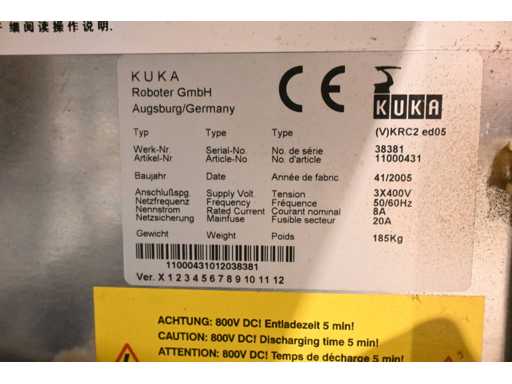 细阅读操作说明.
KUKA
Roboter GmbH
Augsburg/Germany
CE
KUKA
Typ Type Type (V)KRC2 ed05
Werk-Nr Serial-No. No. de série 38381
Artikel-Nr Article-No No. d'article 11000431
Baujahr Date Année de fabric 41/2005
Anschlußspg. Supply Volt. Tension 3X400V
Netzfrequenz Frequency Fréquence 50/60Hz
Nennstrom Rated Current Courant nominal 8A
Netzsicherung Mainfuse Fusible secteur 20A
Gewicht Weight Poids 185Kg
11000431012038381
Ver. X 1 2 3 4 5 6 7 8 9 10 11 12
ACHTUNG: 800V DC! Entladezeit 5 min!
CAUTION: 800V DC! Discharging time 5 min!
ATTENTION: 800V DC! Temps de décharge 5 min!